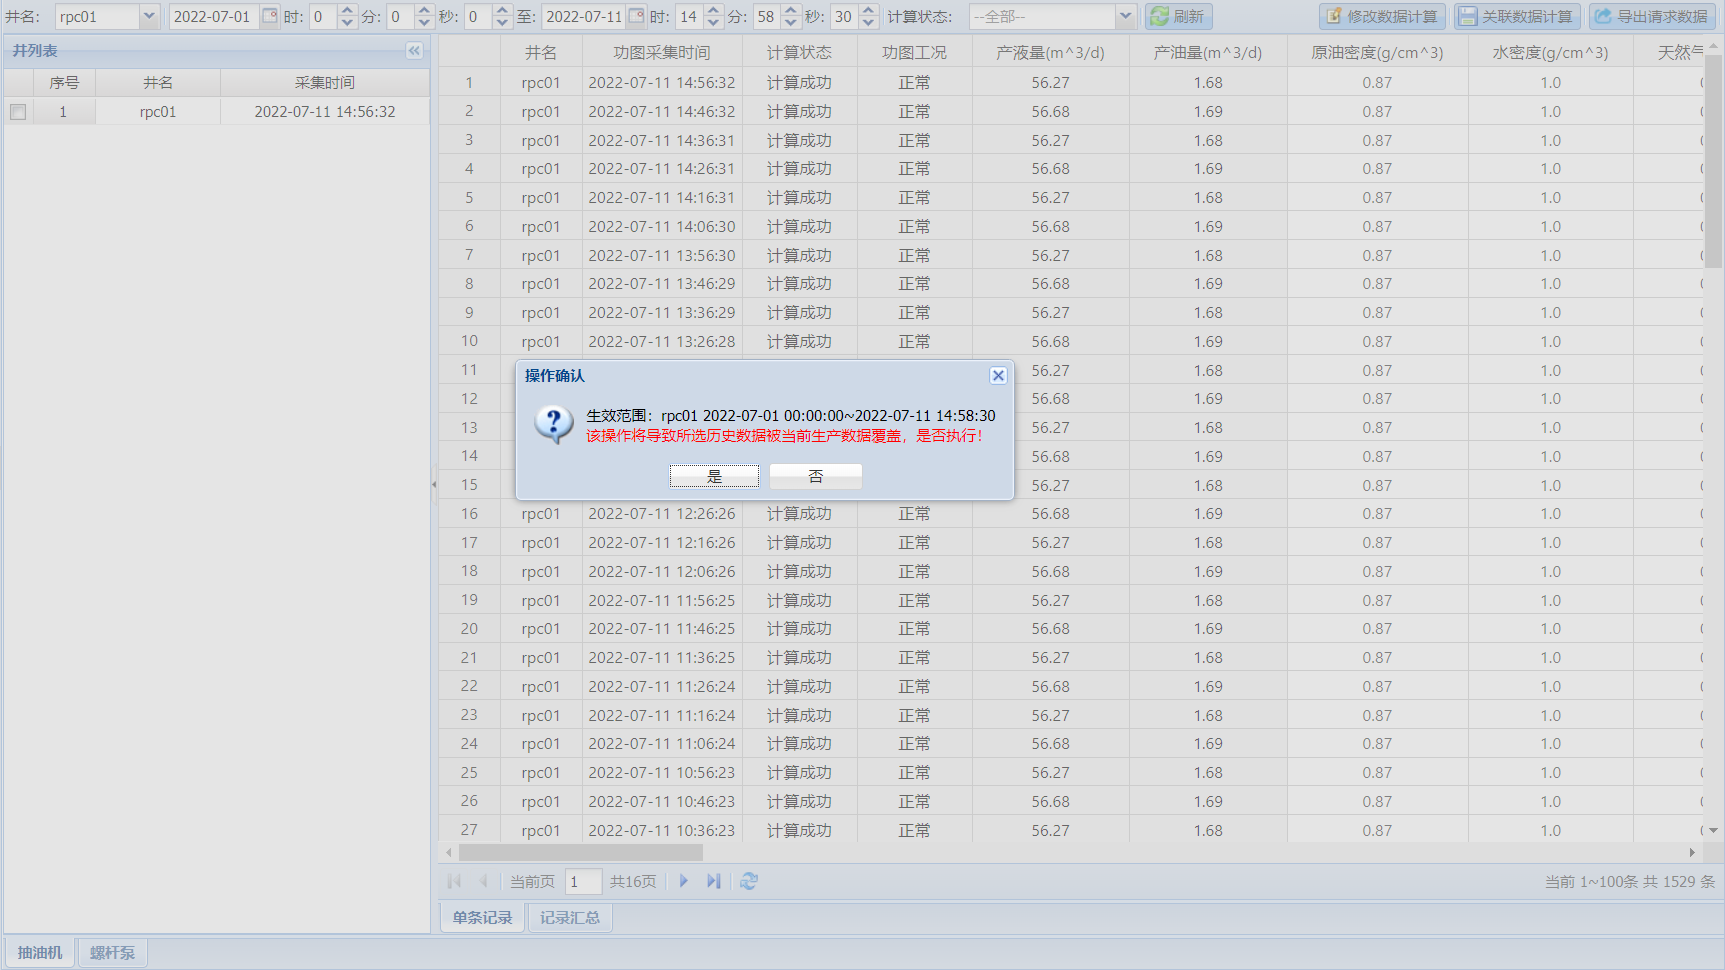 井名: rpc01 2022-07-01 时: 0 分: 0 秒: 0 至: 2022-07-11 时: 14 分: 58 秒: 30 计算状态: --全部-- 刷新 修改数据计算 关联数据计算 导出请求数据
井列表
序号 井名 采集时间
1 rpc01 2022-07-11 14:56:32
井名 功图采集时间 计算状态 功图工况 产液量(m^3/d) 产油量(m^3/d) 原油密度(g/cm^3) 水密度(g/cm^3) 天然
1 rpc01 2022-07-11 14:56:32 计算成功 正常 56.27 1.68 0.87 1.0
2 rpc01 2022-07-11 14:46:32 计算成功 正常 56.68 1.69 0.87 1.0
3 rpc01 2022-07-11 14:36:31 计算成功 正常 56.27 1.68 0.87 1.0
4 rpc01 2022-07-11 14:26:31 计算成功 正常 56.68 1.69 0.87 1.0
5 rpc01 2022-07-11 14:16:31 计算成功 正常 56.27 1.68 0.87 1.0
6 rpc01 2022-07-11 14:06:30 计算成功 正常 56.68 1.69 0.87 1.0
7 rpc01 2022-07-11 13:56:30 计算成功 正常 56.27 1.68 0.87 1.0
8 rpc01 2022-07-11 13:46:29 计算成功 正常 56.68 1.69 0.87 1.0
9 rpc01 2022-07-11 13:36:29 计算成功 正常 56.27 1.68 0.87 1.0
10 rpc01 2022-07-11 13:26:28 计算成功 正常 56.68 1.69 0.87 1.0
11 56.27 1.68 0.87 1.0
12 56.68 1.69 0.87 1.0
13 56.27 1.68 0.87 1.0
14 56.68 1.69 0.87 1.0
15 56.27 1.68 0.87 1.0
操作确认
生效范围：rpc01 2022-07-01 00:00:00~2022-07-11 14:58:30
该操作将导致所选历史数据被当前生产数据覆盖，是否执行！
是 否
16 rpc01 2022-07-11 12:26:26 计算成功 正常 56.68 1.69 0.87 1.0
17 rpc01 2022-07-11 12:16:26 计算成功 正常 56.27 1.68 0.87 1.0
18 rpc01 2022-07-11 12:06:26 计算成功 正常 56.68 1.69 0.87 1.0
19 rpc01 2022-07-11 11:56:25 计算成功 正常 56.27 1.68 0.87 1.0
20 rpc01 2022-07-11 11:46:25 计算成功 正常 56.68 1.69 0.87 1.0
21 rpc01 2022-07-11 11:36:25 计算成功 正常 56.27 1.68 0.87 1.0
22 rpc01 2022-07-11 11:26:24 计算成功 正常 56.68 1.69 0.87 1.0
23 rpc01 2022-07-11 11:16:24 计算成功 正常 56.27 1.68 0.87 1.0
24 rpc01 2022-07-11 11:06:24 计算成功 正常 56.68 1.69 0.87 1.0
25 rpc01 2022-07-11 10:56:23 计算成功 正常 56.27 1.68 0.87 1.0
26 rpc01 2022-07-11 10:46:23 计算成功 正常 56.68 1.69 0.87 1.0
27 rpc01 2022-07-11 10:36:23 计算成功 正常 56.27 1.68 0.87 1.0
当前页 1 共16页 当前 1~100条 共 1529 条
单条记录 记录汇总
抽油机 螺杆泵